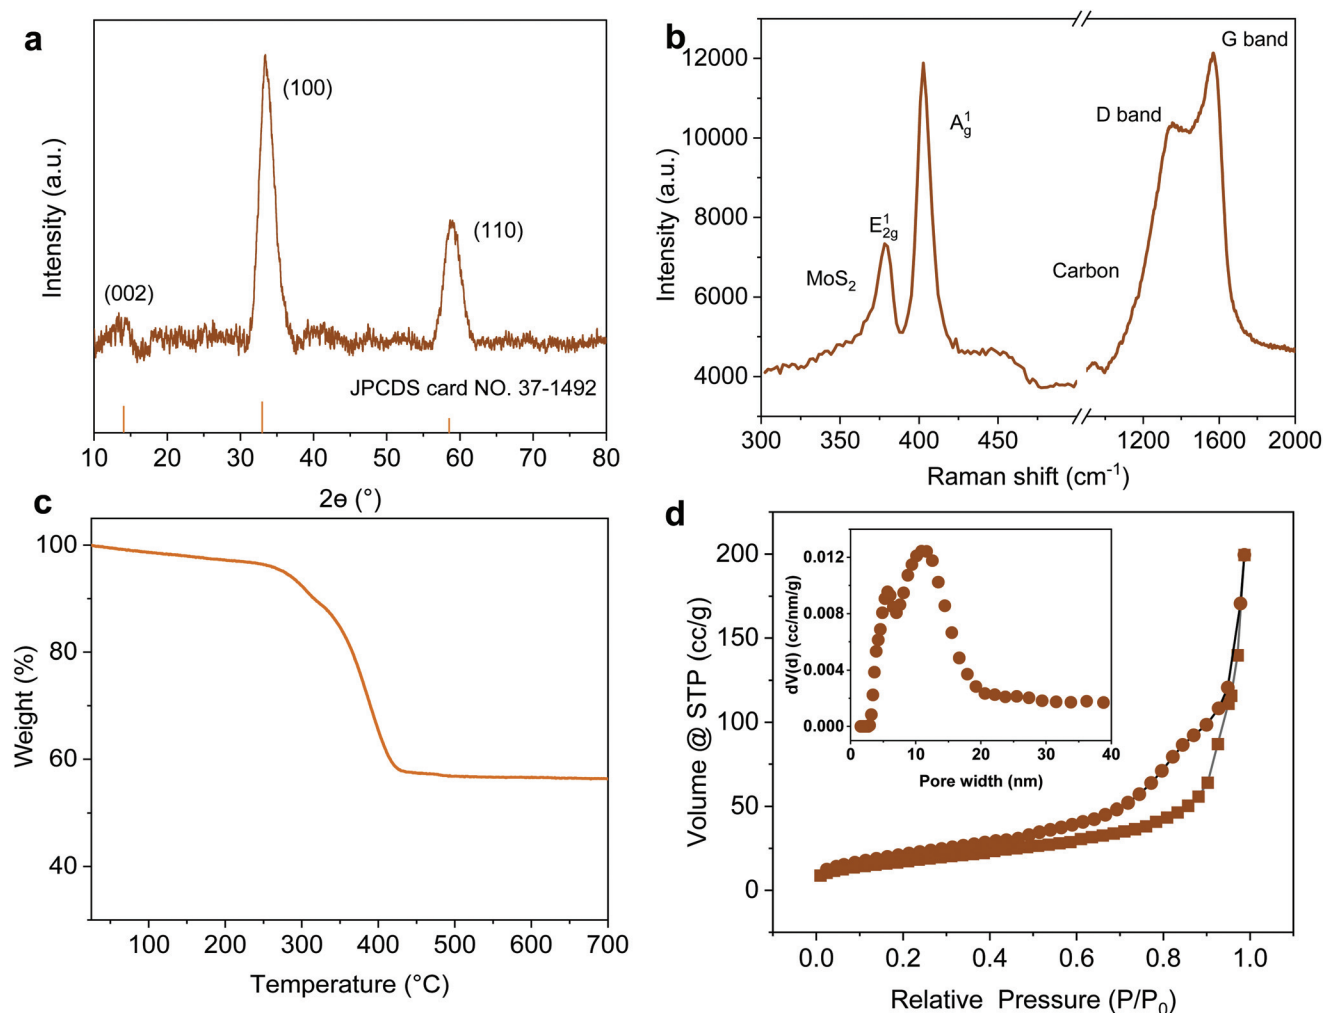 a
(100)
(110)
(002)
JPCDS card NO. 37-1492
Intensity (a.u.)
10 20 30 40 50 60 70 80
2ɵ (°)
b
12000
10000
8000
6000
4000
G band
D band
A¹g
E¹2g
MoS₂
Carbon
Intensity (a.u.)
300 350 400 450 1200 1600 2000
Raman shift (cm⁻¹)
c
100
80
60
40
Weight (%)
100 200 300 400 500 600 700
Temperature (°C)
d
200
150
100
50
0
Volume @ STP (cc/g)
0.012
0.008
0.004
0.000
dV(d) (cc/nm/g)
0 10 20 30 40
Pore width (nm)
0.0 0.2 0.4 0.6 0.8 1.0
Relative Pressure (P/P₀)